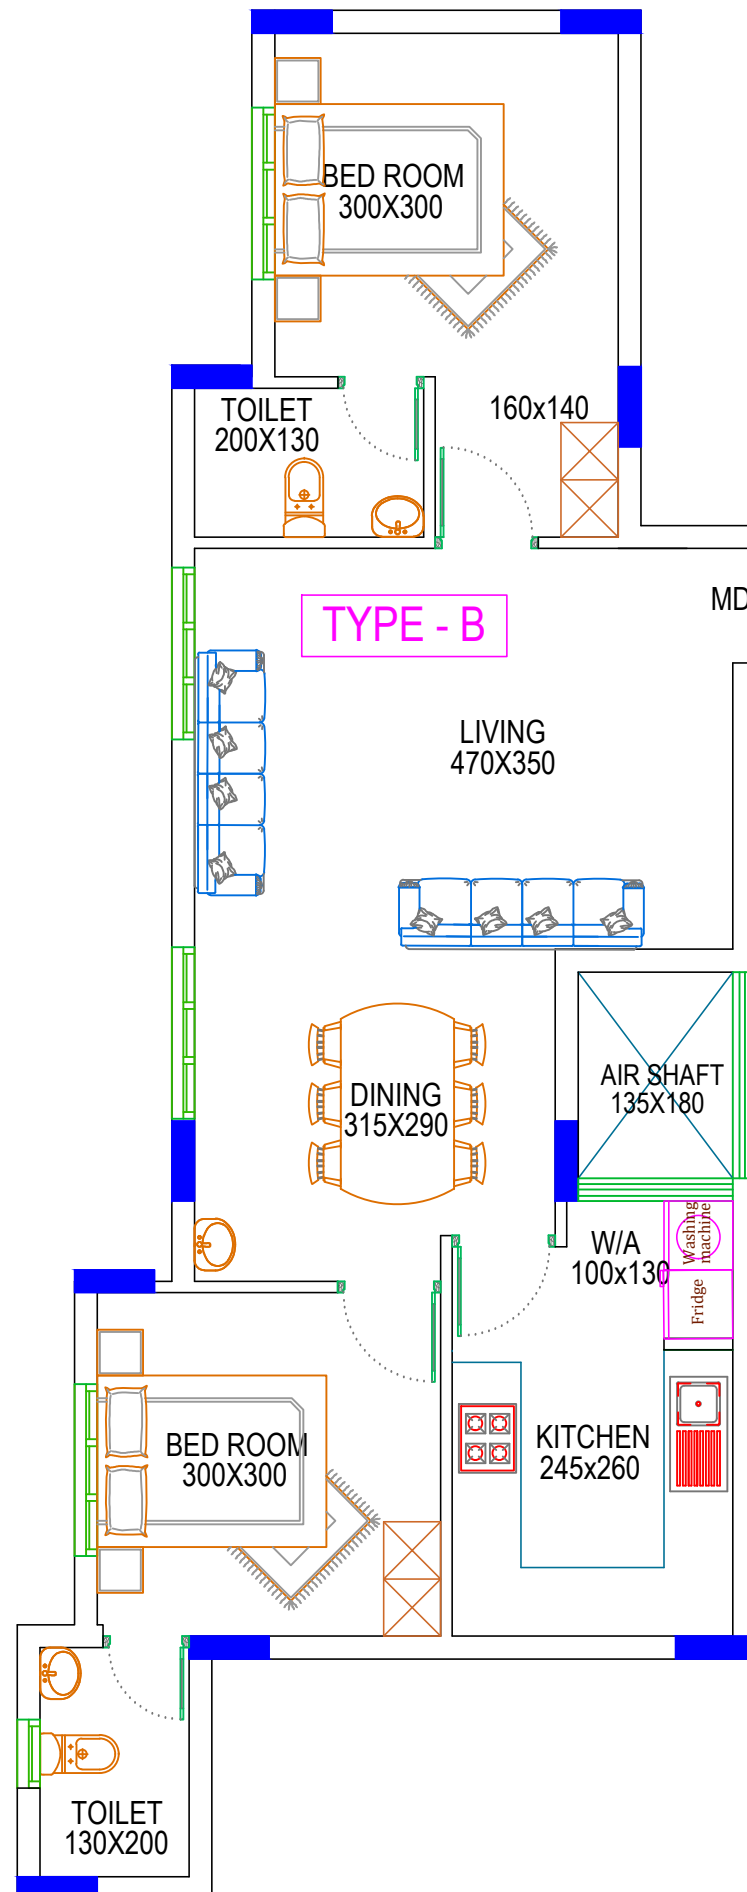 BED ROOM
300X300
TOILET
200X130
160x140
TYPE - B
MD
LIVING
470X350
AIR SHAFT
135X180
DINING
315X290
W/A
100x130
Washing
machine
Fridge
BED ROOM
300X300
KITCHEN
245x260
TOILET
130X200